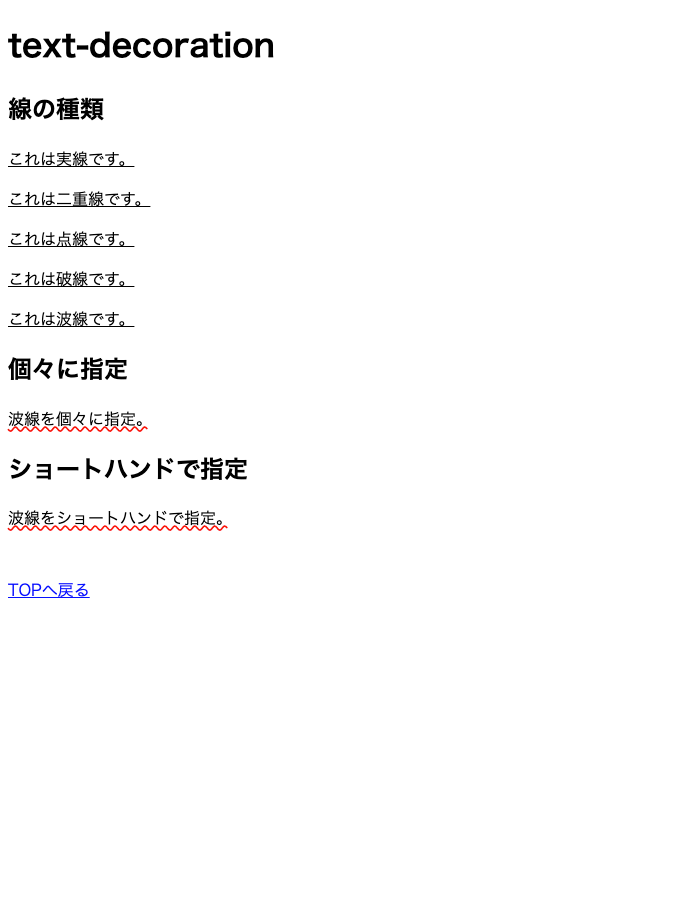 text-decoration
線の種類
これは実線です。
これは二重線です。
これは点線です。
これは破線です。
これは波線です。
個々に指定
波線を個々に指定。
ショートハンドで指定
波線をショートハンドで指定。
TOPへ戻る